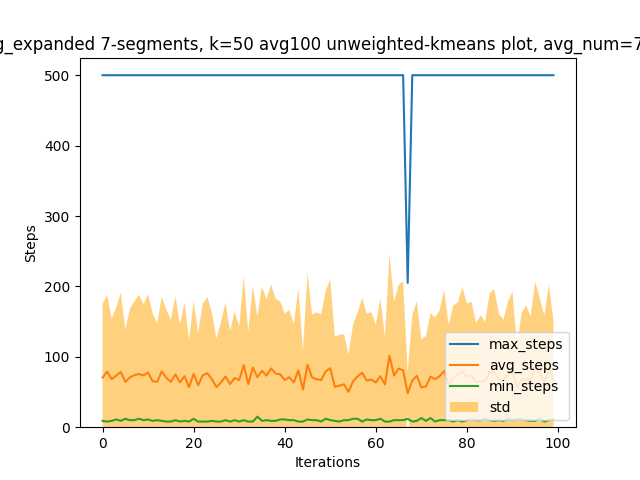 g_expanded 7-segments, k=50 avg100 unweighted-kmeans plot, avg_num=7
500
400
300
200
100
0
Steps
0 20 40 60 80 100
Iterations
max_steps
avg_steps
min_steps
std